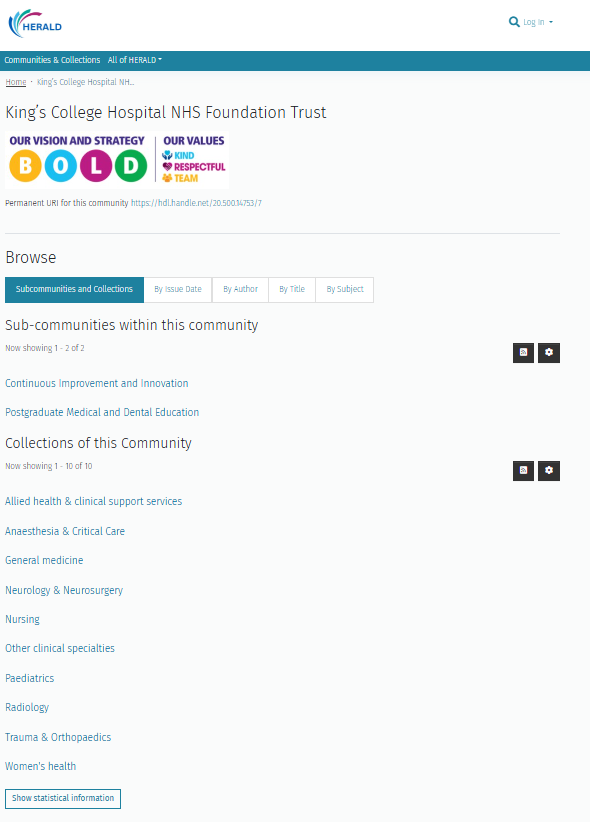 HERALD
Log In
Communities & Collections All of HERALD
Home • King's College Hospital NH...
King's College Hospital NHS Foundation Trust
OUR VISION AND STRATEGY
BOLD
OUR VALUES
KIND
RESPECTFUL
TEAM
Permanent URI for this community https://hdl.handle.net/20.500.14753/7
Browse
Subcommunities and Collections By Issue Date By Author By Title By Subject
Sub-communities within this community
Now showing 1 - 2 of 2
Continuous Improvement and Innovation
Postgraduate Medical and Dental Education
Collections of this Community
Now showing 1 - 10 of 10
Allied health & clinical support services
Anaesthesia & Critical Care
General medicine
Neurology & Neurosurgery
Nursing
Other clinical specialties
Paediatrics
Radiology
Trauma & Orthopaedics
Women's health
Show statistical information